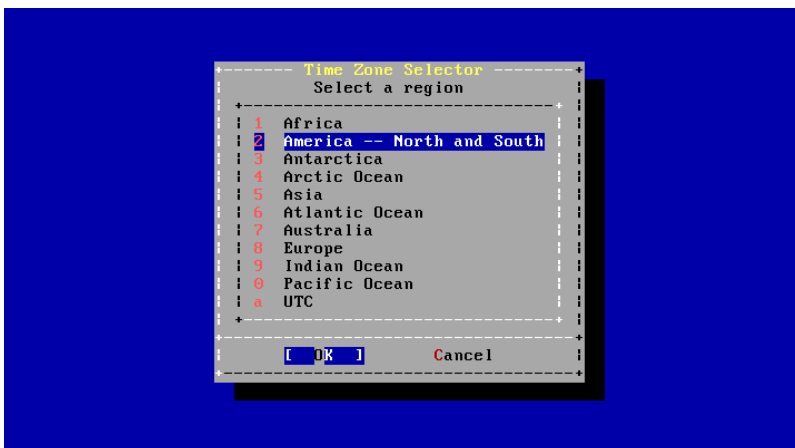 Time Zone Selector
Select a region
1 Africa
2 America -- North and South
3 Antarctica
4 Arctic Ocean
5 Asia
6 Atlantic Ocean
7 Australia
8 Europe
9 Indian Ocean
0 Pacific Ocean
a UTC
[ OK ] Cancel